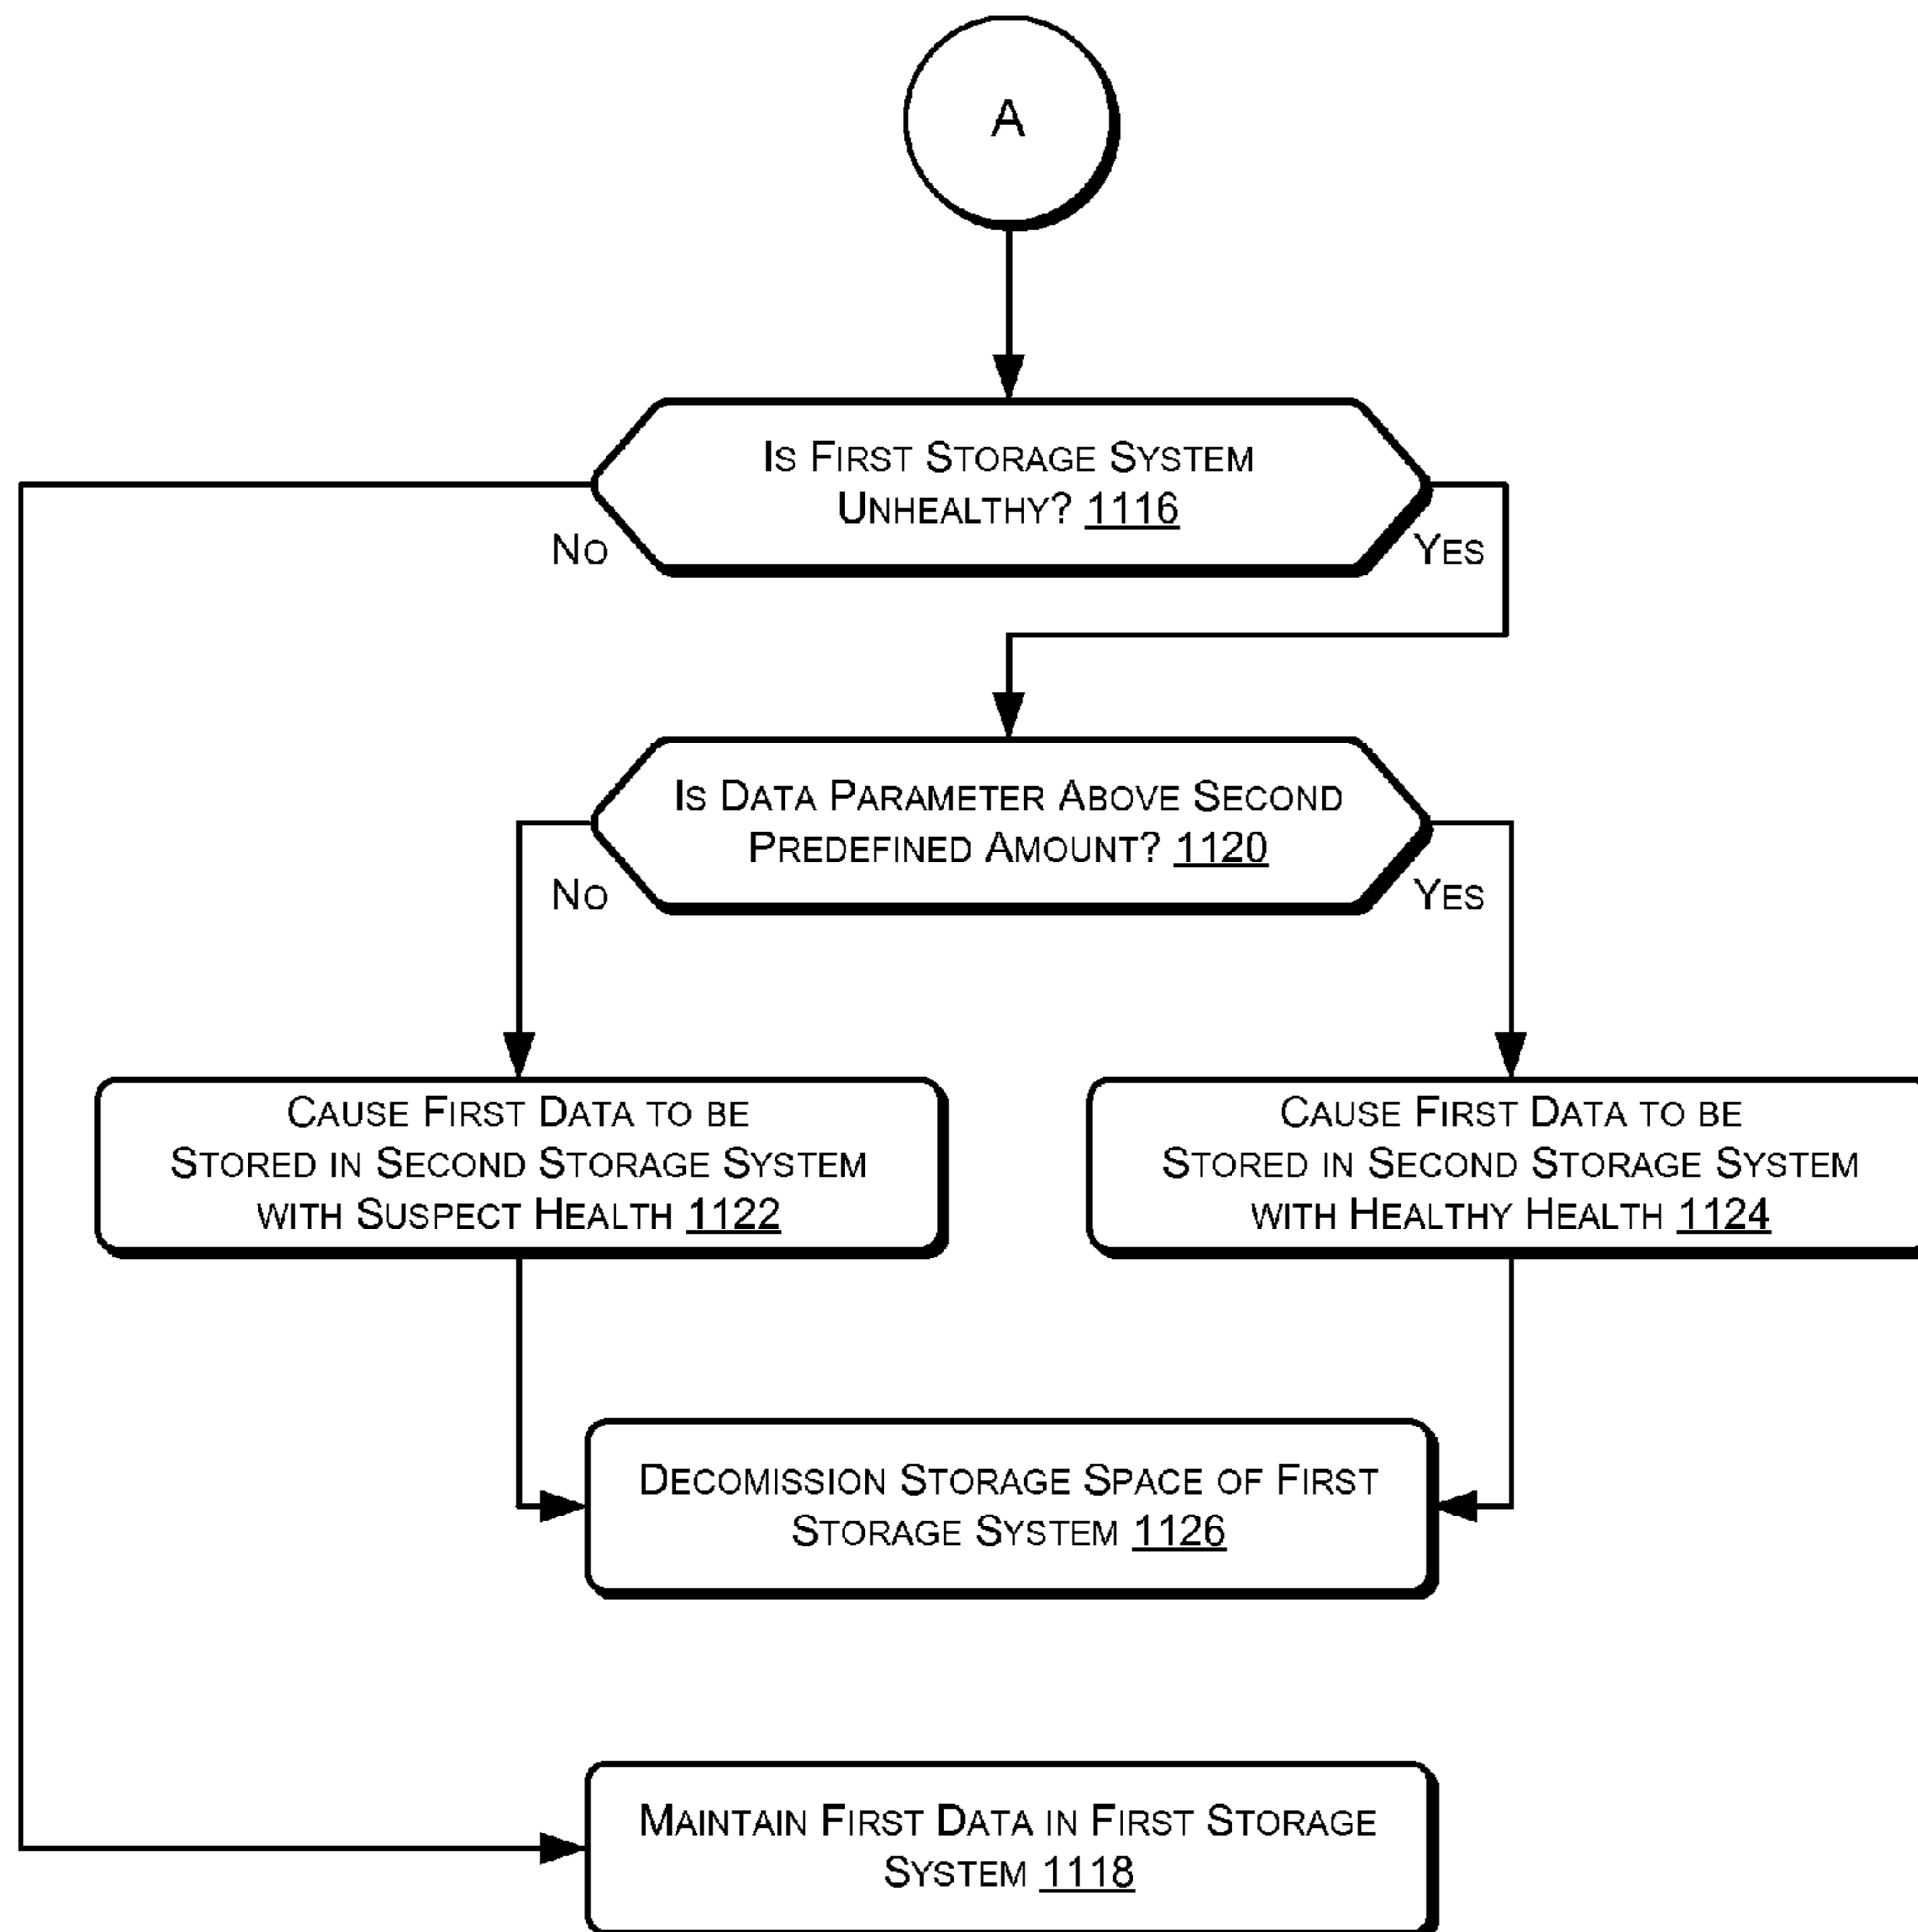 A
Is First Storage System
Unhealthy? 1116
No
Yes
Is Data Parameter Above Second
Predefined Amount? 1120
No
Yes
Cause First Data to be
Stored in Second Storage System
with Suspect Health 1122
Cause First Data to be
Stored in Second Storage System
with Healthy Health 1124
Decomission Storage Space of First
Storage System 1126
Maintain First Data in First Storage
System 1118